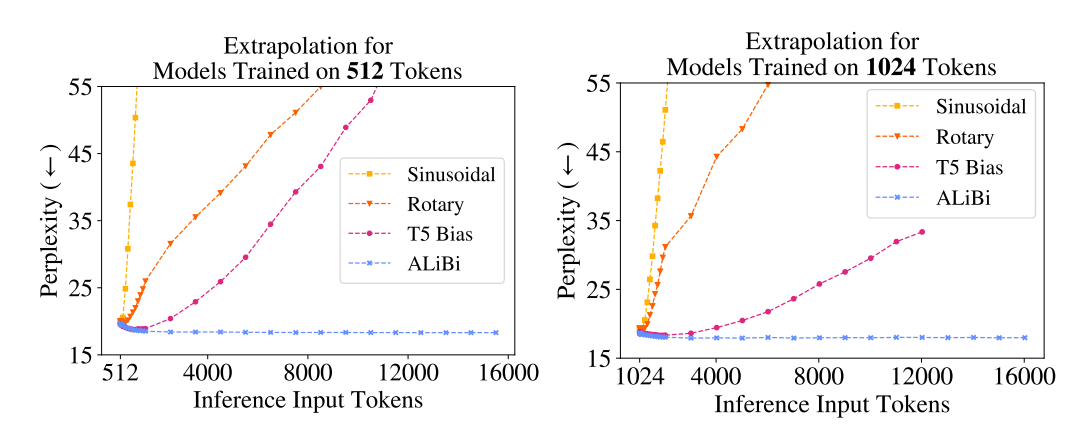 Extrapolation for
Models Trained on 512 Tokens
55
45
35
25
15
Perplexity (←)
Sinusoidal
Rotary
T5 Bias
ALiBi
512
4000
8000
12000
16000
Inference Input Tokens
Extrapolation for
Models Trained on 1024 Tokens
55
45
35
25
15
Perplexity (←)
Sinusoidal
Rotary
T5 Bias
ALiBi
1024
4000
8000
12000
16000
Inference Input Tokens